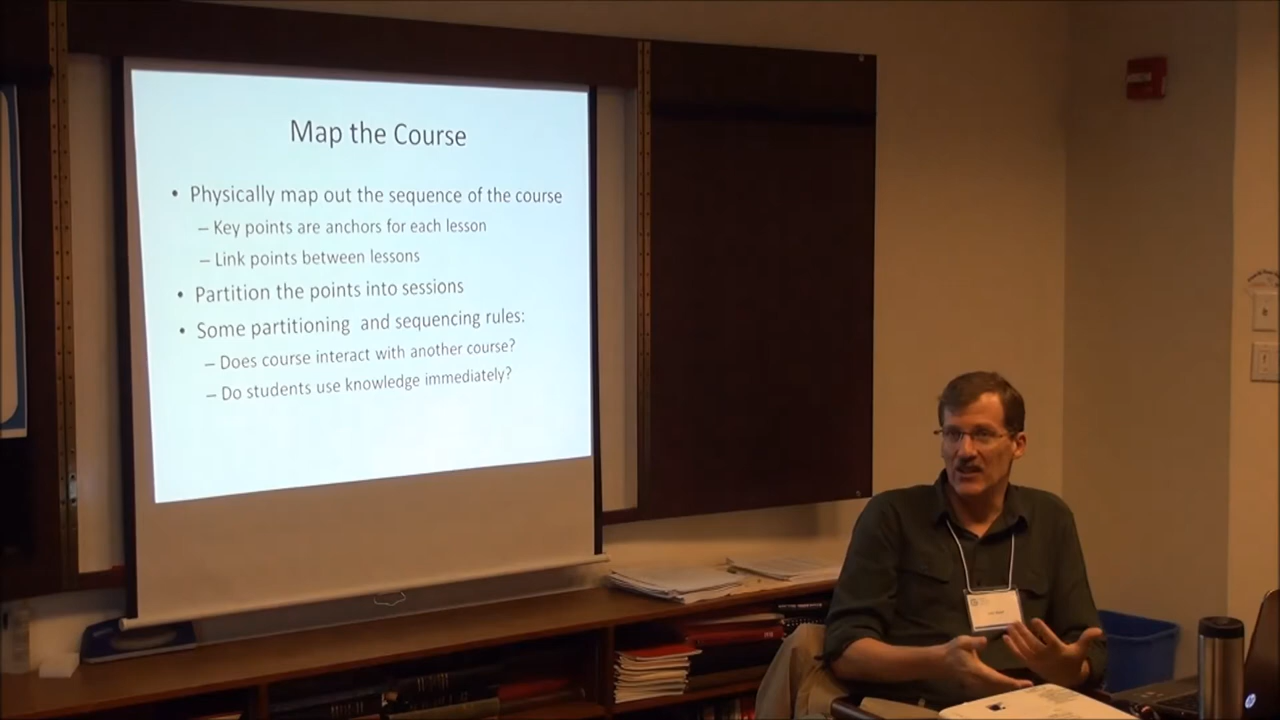 Map the Course
• Physically map out the sequence of the course
– Key points are anchors for each lesson
– Link points between lessons
• Partition the points into sessions
• Some partitioning and sequencing rules:
– Does course interact with another course?
– Do students use knowledge immediately?